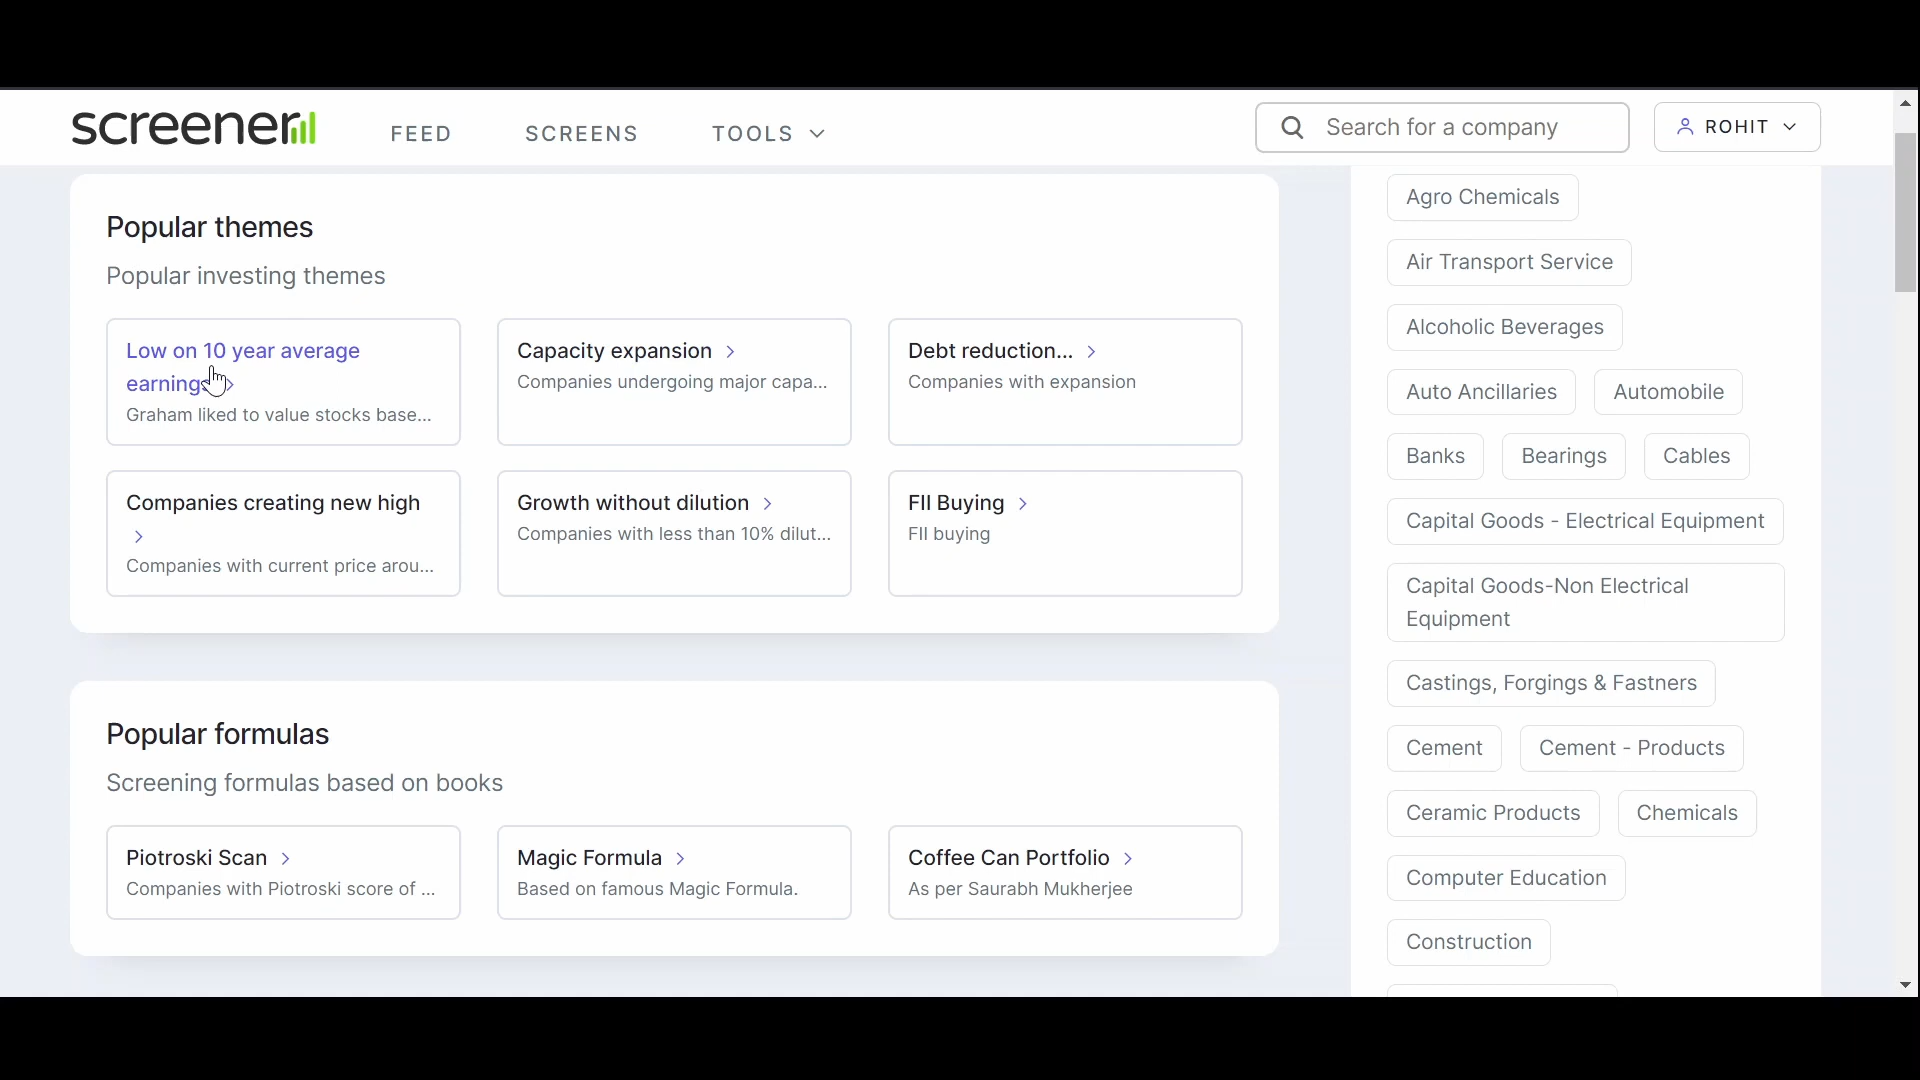 screener
FEED
SCREENS
TOOLS
Search for a company
ROHIT
Popular themes
Popular investing themes
Low on 10 year average
earnings
Graham liked to value stocks base...
Capacity expansion
Companies undergoing major capa...
Debt reduction...
Companies with expansion
Companies creating new high
Companies with current price arou...
Growth without dilution
Companies with less than 10% dilut...
FII Buying
FII buying
Popular formulas
Screening formulas based on books
Piotroski Scan
Companies with Piotroski score of ...
Magic Formula
Based on famous Magic Formula.
Coffee Can Portfolio
As per Saurabh Mukherjee
Agro Chemicals
Air Transport Service
Alcoholic Beverages
Auto Ancillaries
Automobile
Banks
Bearings
Cables
Capital Goods - Electrical Equipment
Capital Goods-Non Electrical
Equipment
Castings, Forgings & Fastners
Cement
Cement - Products
Ceramic Products
Chemicals
Computer Education
Construction